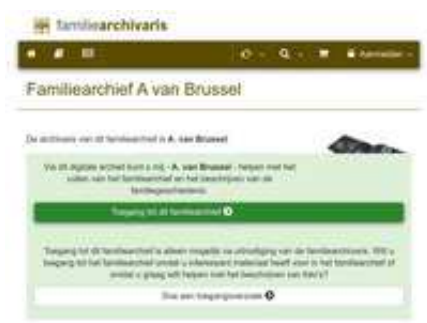 familiearchivaris
Aanmelden
Familiearchief A van Brussel
De archivaris van dit familiearchief is A. van Brussel
Via dit digitale archief kunt u mij - A. van Brussel - helpen met het
vullen van het familiearchief en het beschrijven van de
familiegeschiedenis.
Toegang tot dit familiearchief
Toegang tot dit familiearchief is alleen mogelijk via uitnodiging van de familiearchivaris. Wilt u
toegang tot het familiearchief omdat u interessant materiaal heeft voor in het familiearchief of
omdat u graag wilt helpen met het beschrijven van foto's?
Doe een toegangsverzoek